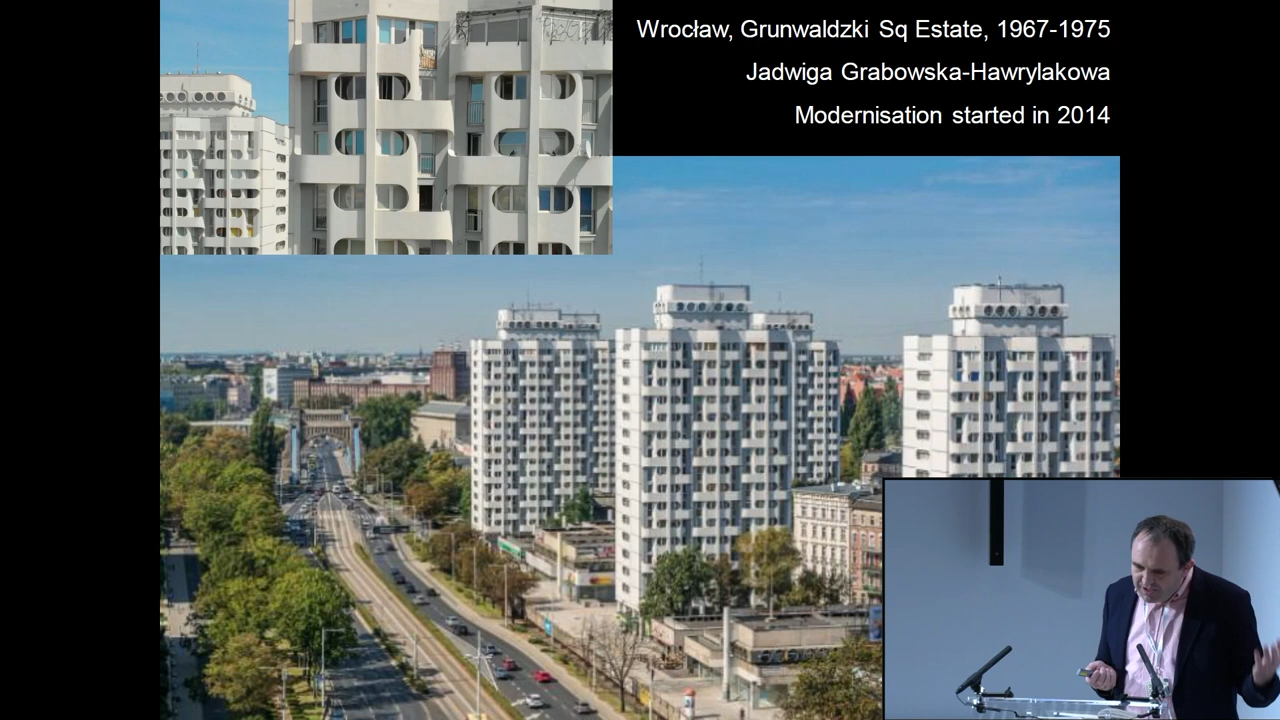 Wrocław, Grunwaldzki Sq Estate, 1967-1975
Jadwiga Grabowska-Hawrylakowa
Modernisation started in 2014